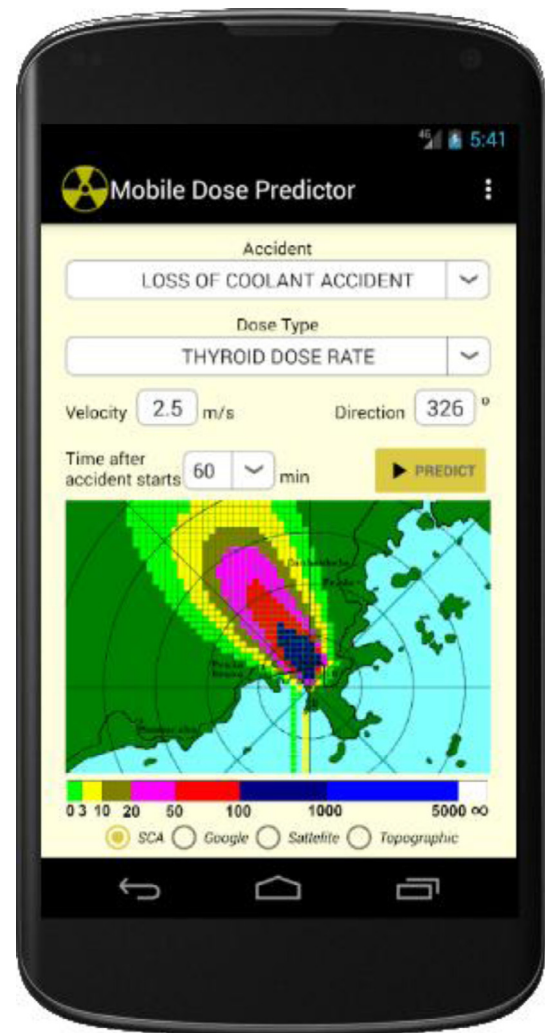 4G 5:41
Mobile Dose Predictor
Accident
LOSS OF COOLANT ACCIDENT
Dose Type
THYROID DOSE RATE
Velocity 2.5 m/s Direction 326 º
Time after
accident starts 60 min PREDICT
0 3 10 20 50 100 1000 5000 ∞
SCA Google Sattelite Topographic